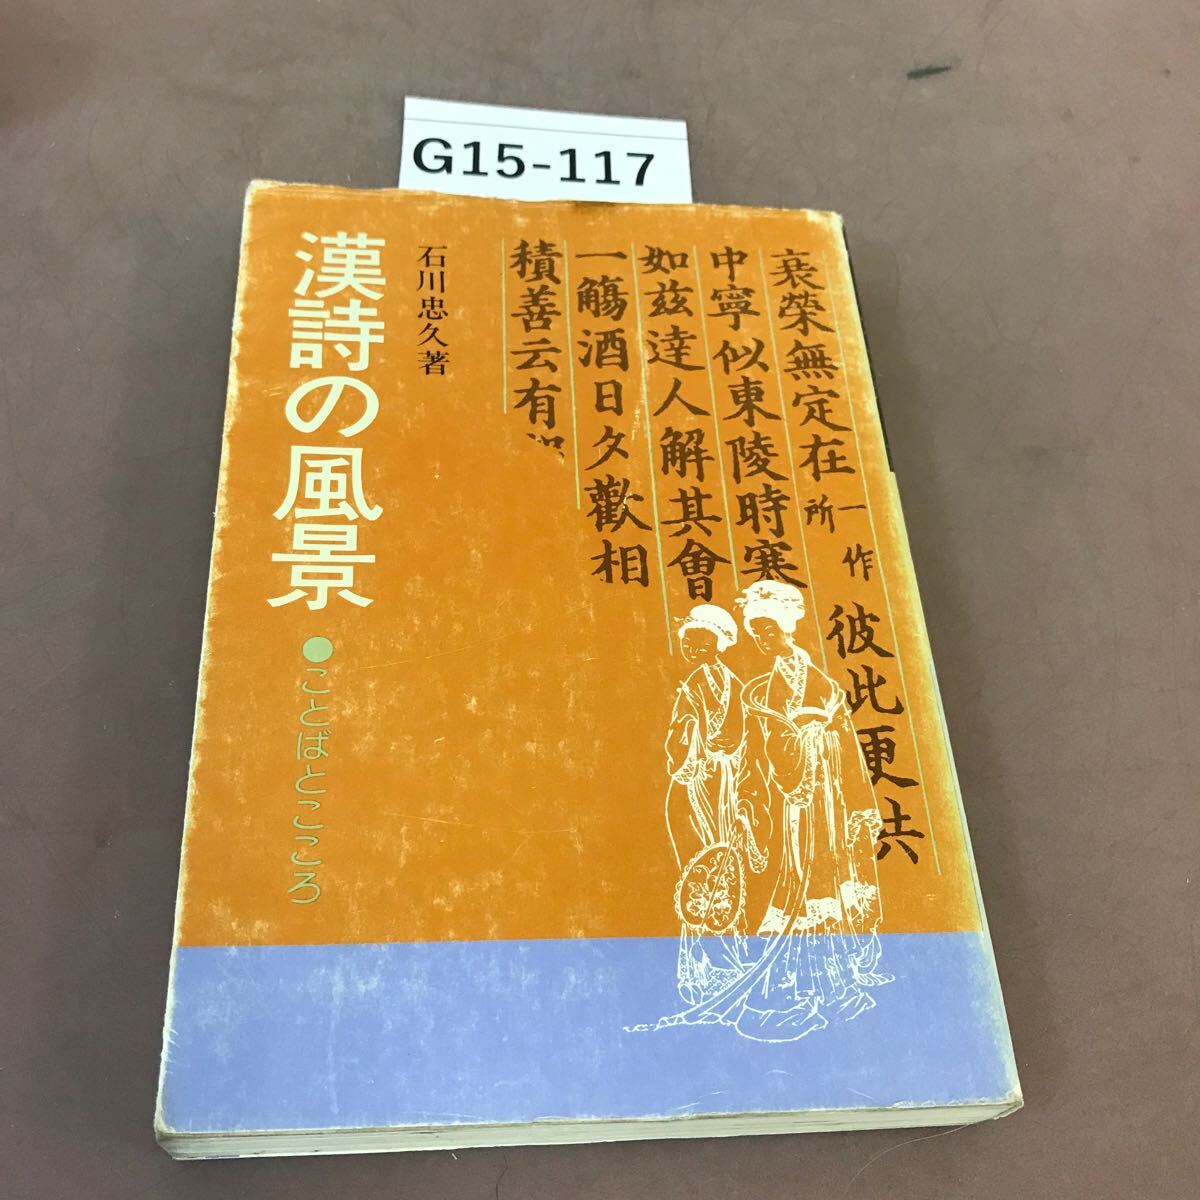 G15-117
衰榮無定在 一作所 彼此更共
中寧似東陵時 寒
如茲達人解其會
一觴酒日夕歡相
積善云有
石川忠久著
漢詩の風景
●ことばとこころ